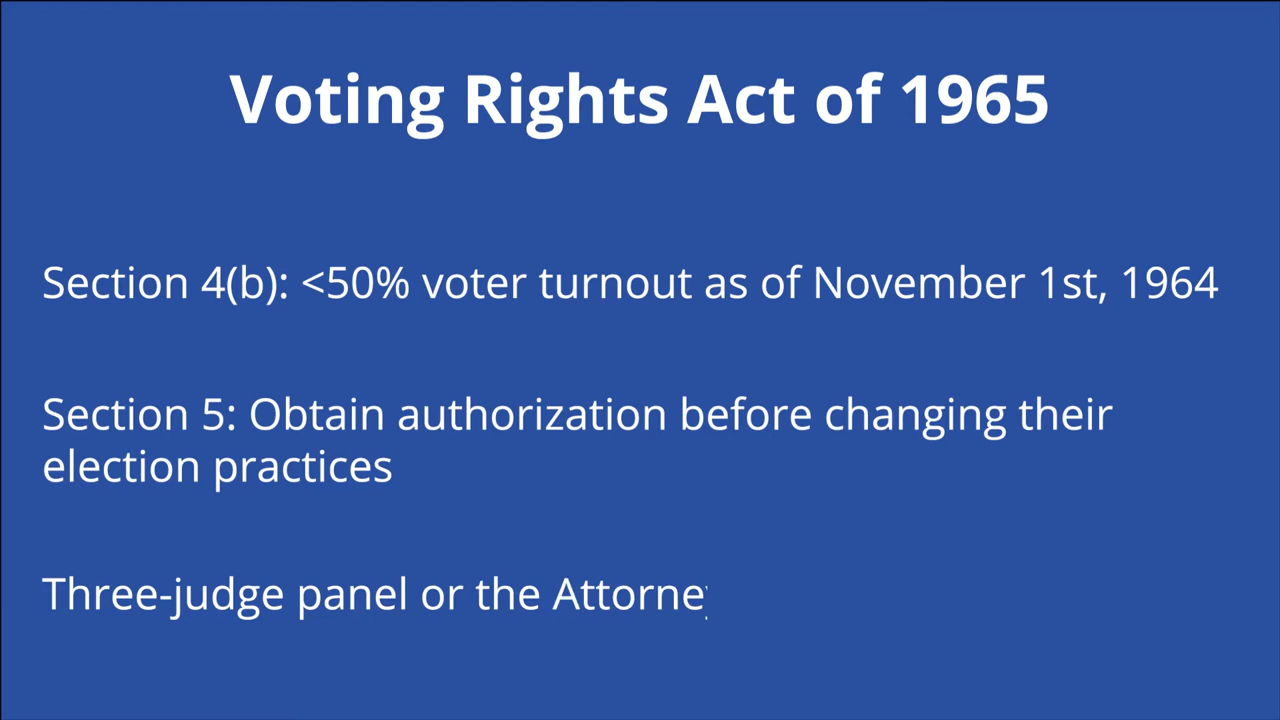 Voting Rights Act of 1965
Section 4(b): <50% voter turnout as of November 1st, 1964
Section 5: Obtain authorization before changing their
election practices
Three-judge panel or the Attorney